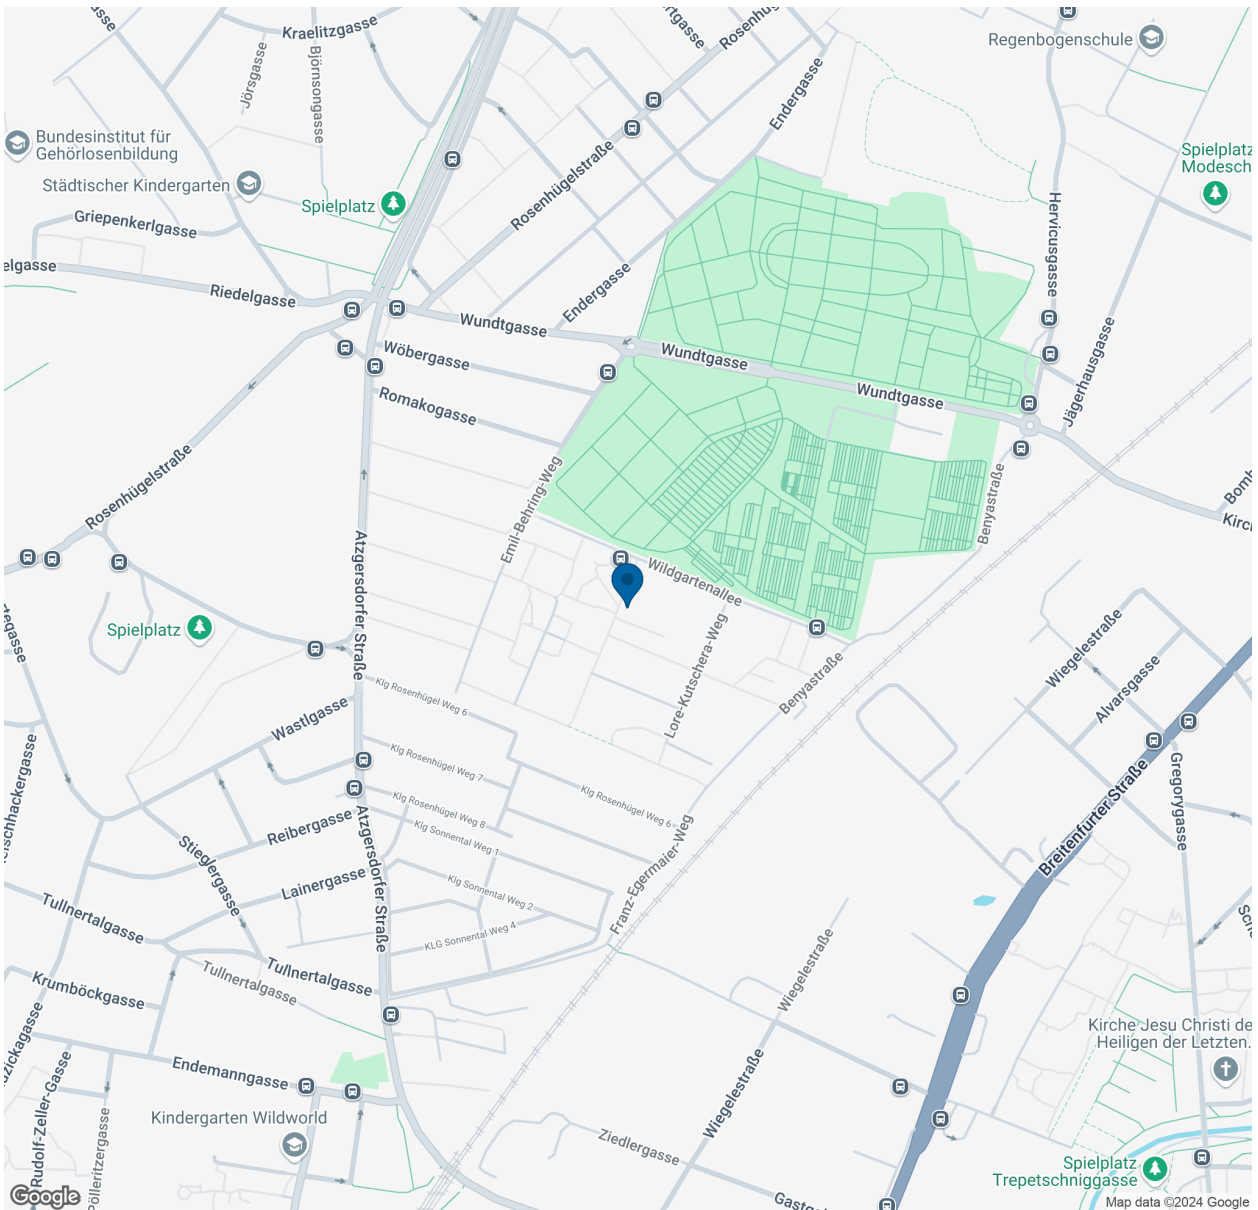 Kraelitzgasse
Rosenhü
Regenbogenschule
Jörsgasse
Björnsongasse
Endergasse
Bundesinstitut für
Gehörlosenbildung
Spielplatz
Modesch
Städtischer Kindergarten
Rosenhügelstraße
Spielplatz
Griepenkerlgasse
Hervicusgasse
elgasse
Riedelgasse
Endergasse
Wundtgasse
Wundtgasse
Wöbergasse
Jägerhausgasse
Wundtgasse
Romakogasse
Rosenhügelstraße
Emil-Behring-Weg
Benyastraße
Bomb
Kirc
Atzgersdorfer Straße
Wildgartenallee
Spielplatz
Wiegelestraße
Lore-Kutschera-Weg
Benyastraße
Alvarsgasse
Klg Rosenhügel Weg 6
Wastlgasse
Klg Rosenhügel Weg 7
Klg Rosenhügel Weg 6
Gregorygasse
Breitenfurter Straße
Klg Rosenhügel Weg 8
Reibergasse
Klg Sonnental Weg 1
Atzgersdorfer Straße
Stieglergasse
Lainergasse
Klg Sonnental Weg 2
Franz-Egermaier-Weg
KLG Sonnental Weg 4
Tullnertalgasse
Wiegelestraße
Tullnertalgasse
Tullnertalgasse
Krumböckgasse
Kirche Jesu Christi de
Heiligen der Letzten...
Endemanngasse
Wiegelestraße
Rudolf-Zeller-Gasse
Pölleritzergasse
Kindergarten Wildworld
Ziedlergasse
Spielplatz
Trepetschniggasse
Google
Map data ©2024 Google